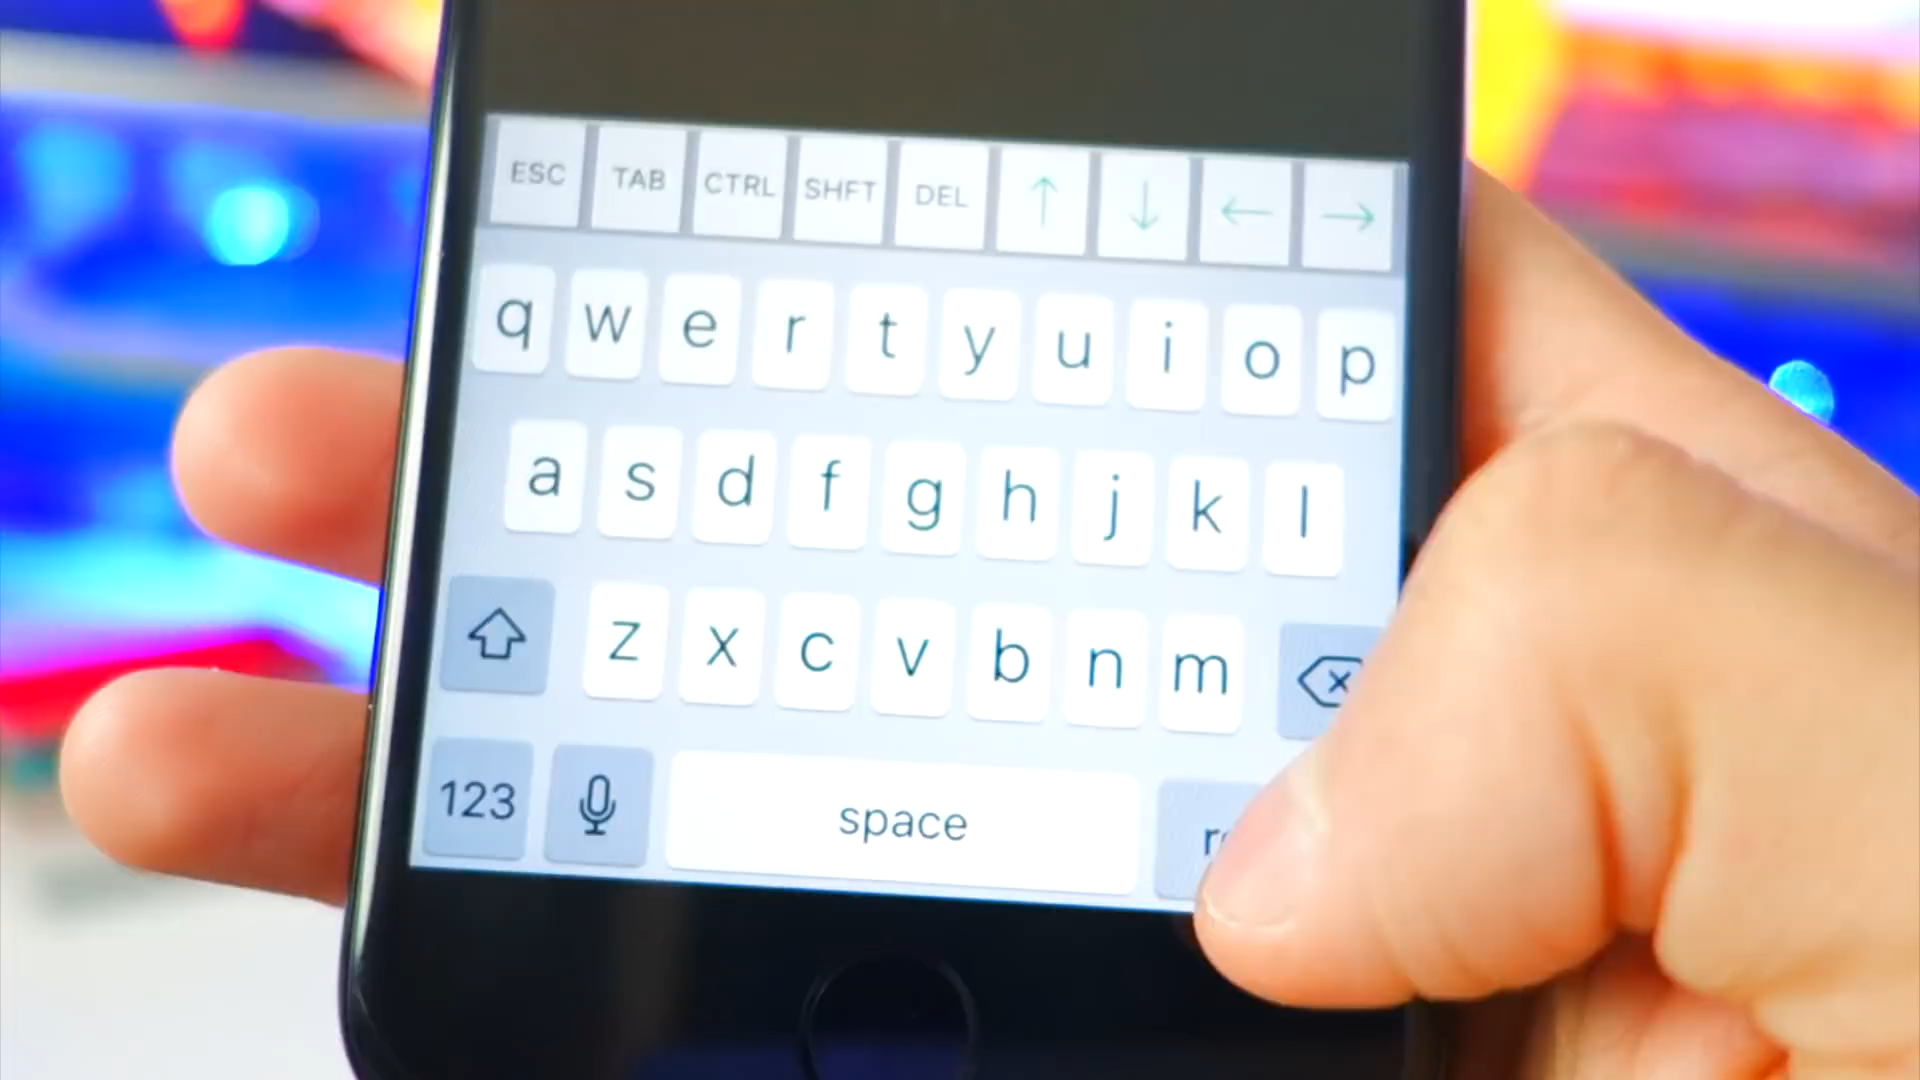 ESC TAB CTRL SHFT DEL ↑ ↓ ← →
q w e r t y u i o p
a s d f g h j k l
z x c v b n m
123 space